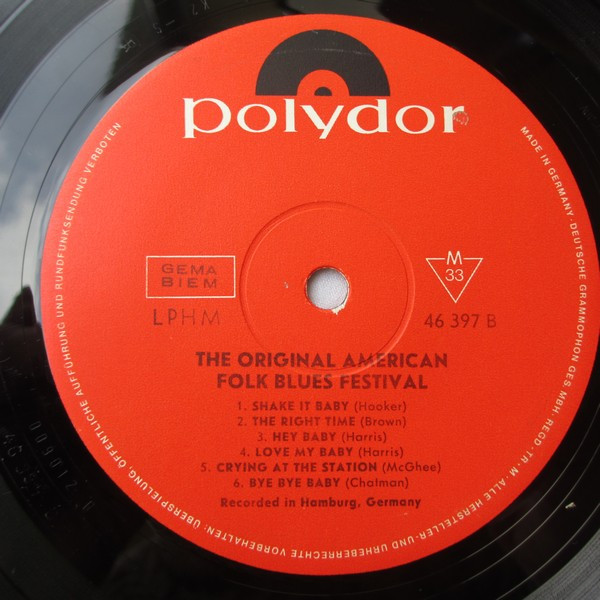 polydor
GEMA
BIEM
LPHM
M
33
46 397 B
THE ORIGINAL AMERICAN
FOLK BLUES FESTIVAL
1. SHAKE IT BABY (Hooker)
2. THE RIGHT TIME (Brown)
3. HEY BABY (Harris)
4. LOVE MY BABY (Harris)
5. CRYING AT THE STATION (McGhee)
6. BYE BYE BABY (Chatman)
Recorded in Hamburg, Germany
MADE IN GERMANY · DEUTSCHE GRAMMOPHON GES. MBH · REGD · TR · M · ALLE HERSTELLER- UND URHEBERRECHTE VORBEHALTEN: ÜBERSPIELUNG, ÖFFENTLICHE AUFFÜHRUNG UND RUNDFUNKSENDUNG VERBOTEN